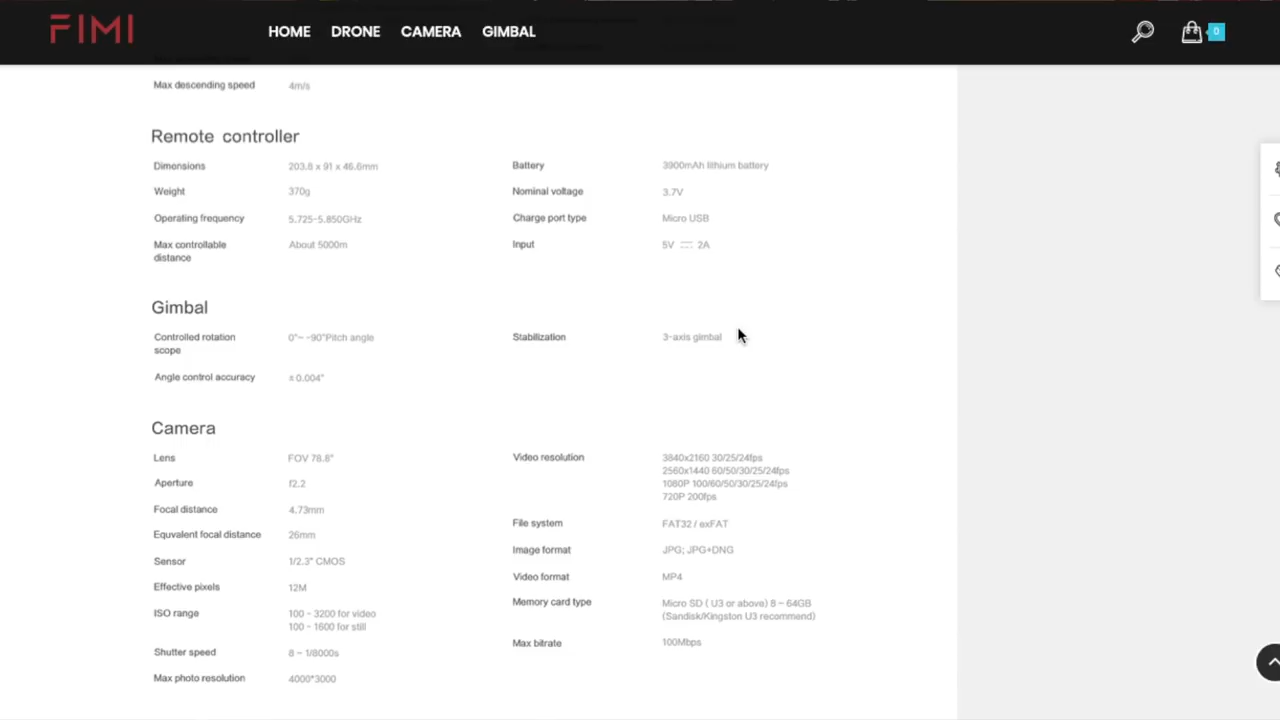 FIMI
HOME DRONE CAMERA GIMBAL
0
Max descending speed 4m/s
Remote controller
Dimensions 203.8 x 91 x 46.6mm Battery 3900mAh lithium battery
Weight 370g Nominal voltage 3.7V
Operating frequency 5.725-5.850GHz Charge port type Micro USB
Max controllable About 5000m Input 5V ⎓ 2A
distance
Gimbal
Controlled rotation 0°~ -90°Pitch angle Stabilization 3-axis gimbal
scope
Angle control accuracy ±0.004°
Camera
Lens FOV 78.8° Video resolution 3840x2160 30/25/24fps
2560x1440 60/50/30/25/24fps
Aperture f2.2 1080P 100/60/50/30/25/24fps
720P 200fps
Focal distance 4.73mm
File system FAT32 / exFAT
Equvalent focal distance 26mm
Image format JPG; JPG+DNG
Sensor 1/2.3" CMOS
Video format MP4
Effective pixels 12M
Memory card type Micro SD ( U3 or above) 8 ~ 64GB
ISO range 100 - 3200 for video (Sandisk/Kingston U3 recommend)
100 - 1600 for still
Max bitrate 100Mbps
Shutter speed 8 ~ 1/8000s
Max photo resolution 4000*3000